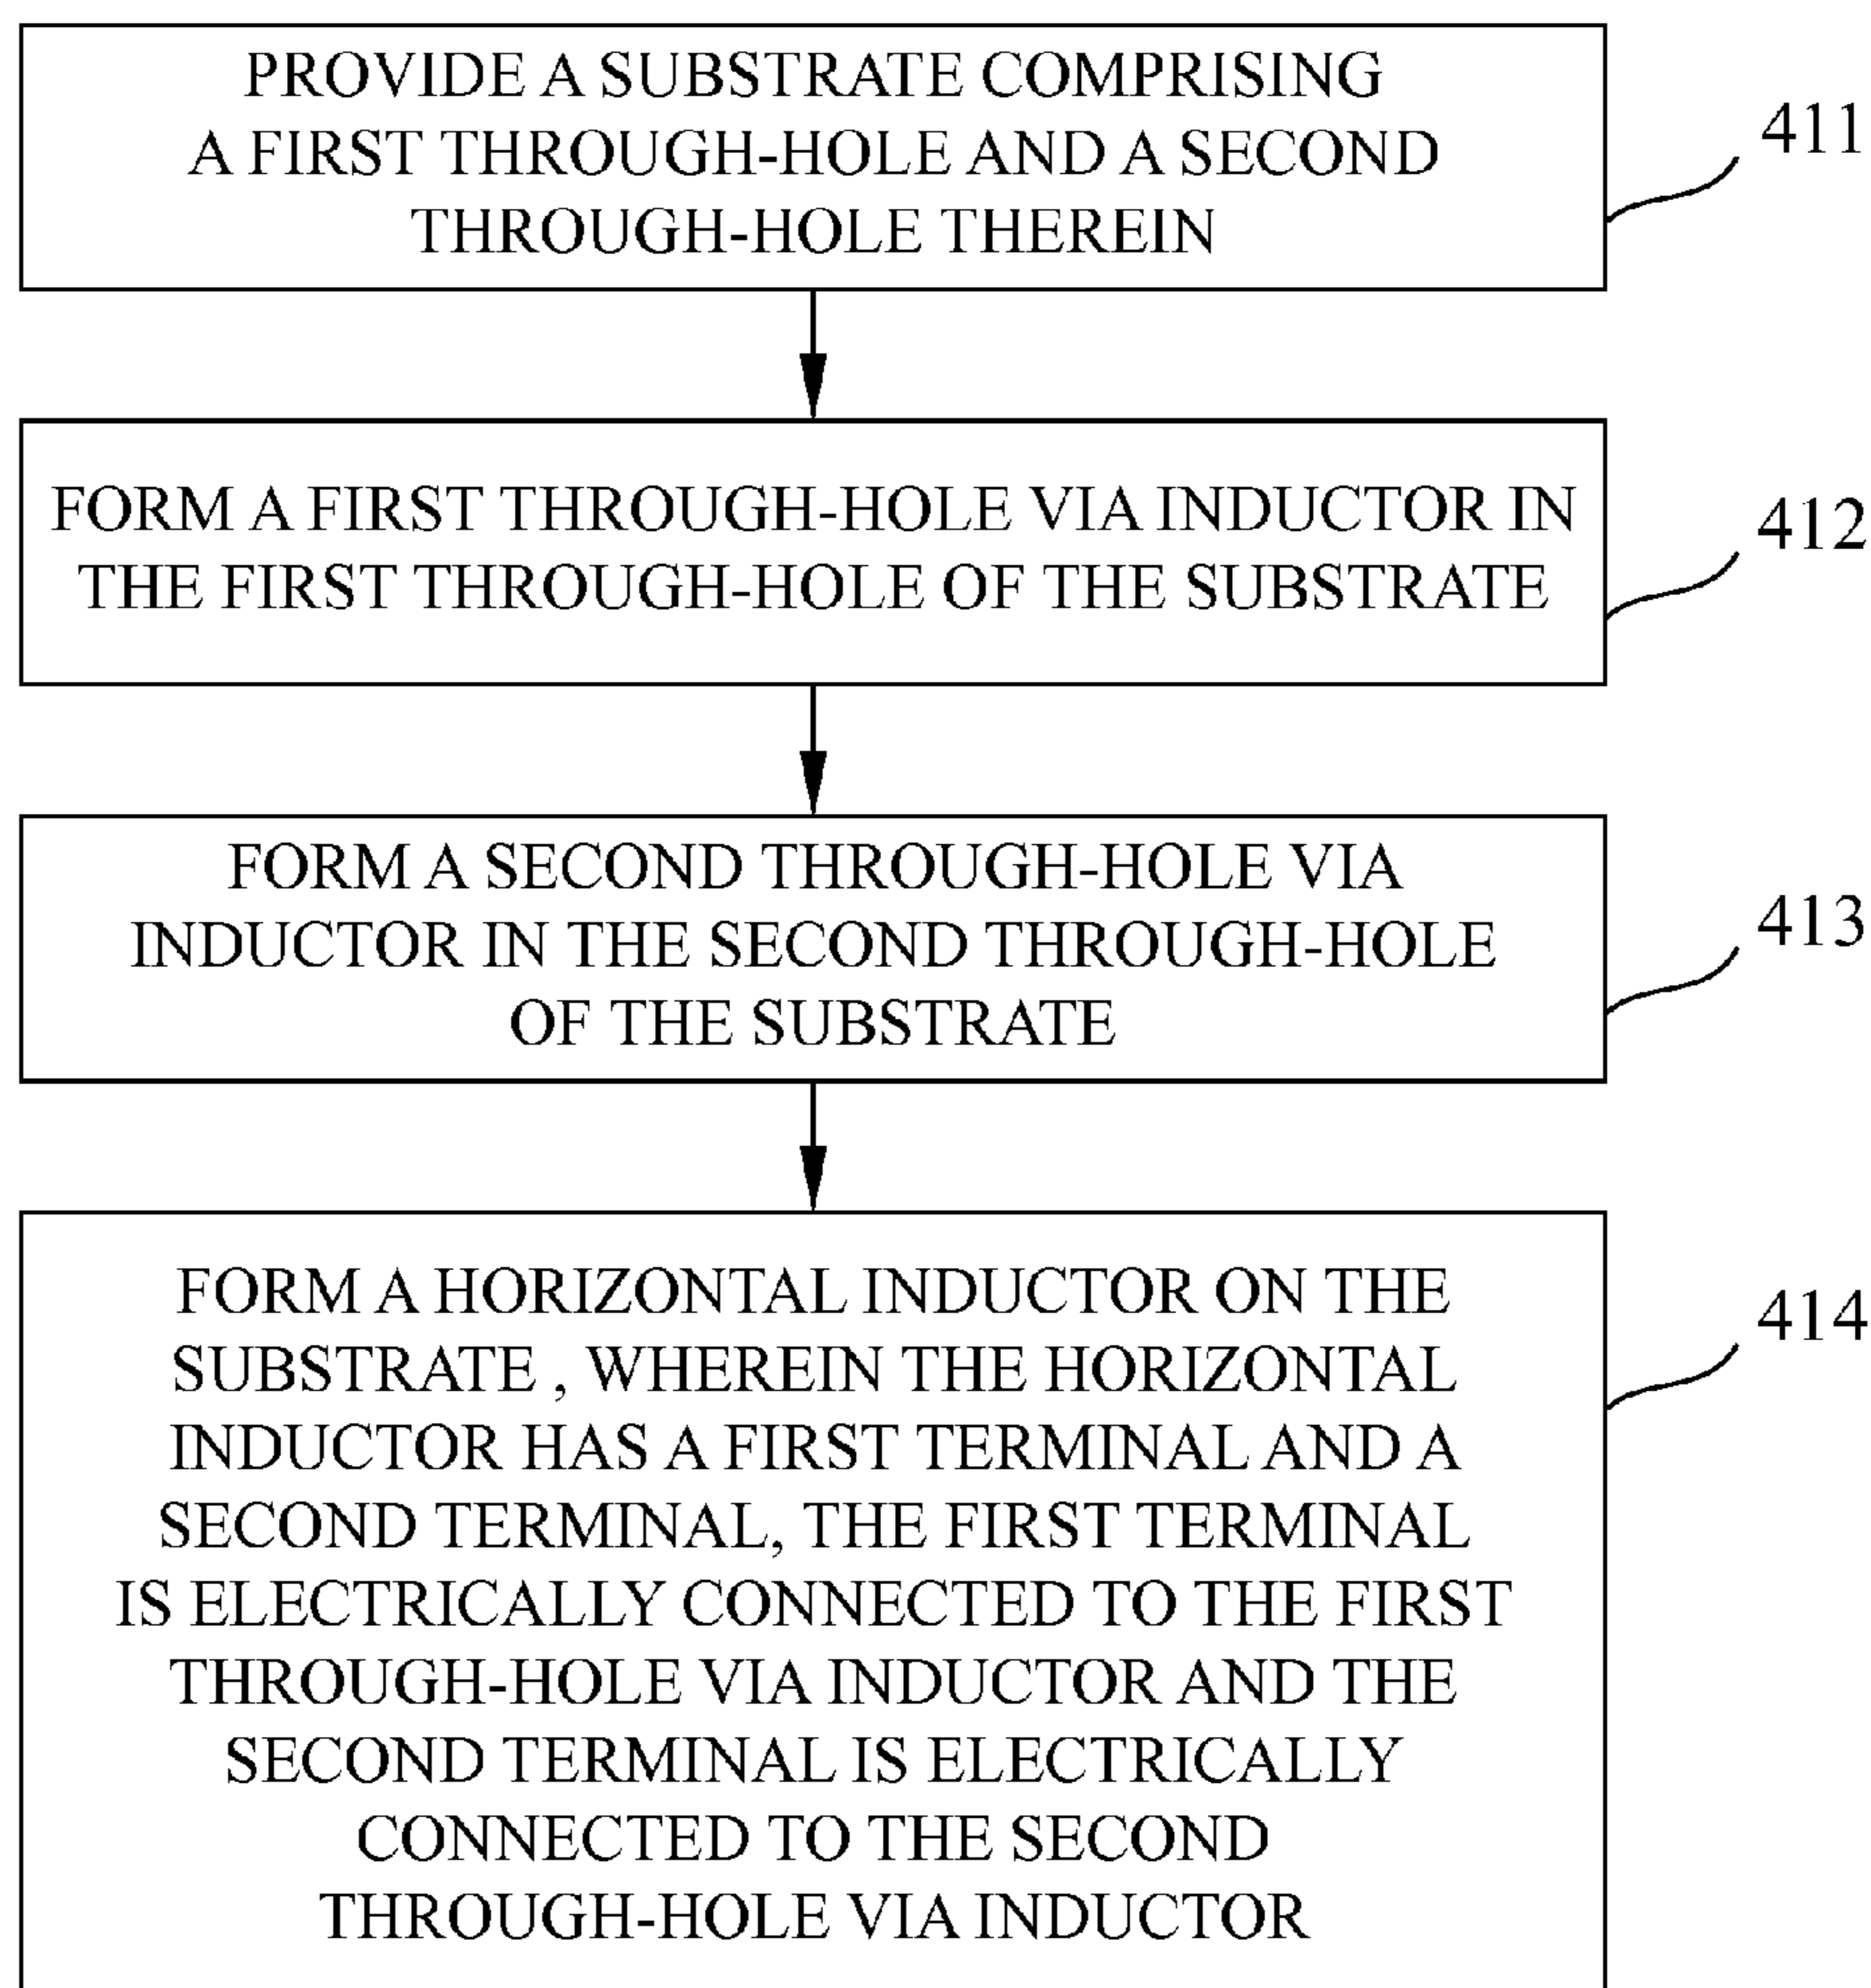 PROVIDE A SUBSTRATE COMPRISING
A FIRST THROUGH-HOLE AND A SECOND
THROUGH-HOLE THEREIN
411
FORM A FIRST THROUGH-HOLE VIA INDUCTOR IN
THE FIRST THROUGH-HOLE OF THE SUBSTRATE
412
FORM A SECOND THROUGH-HOLE VIA
INDUCTOR IN THE SECOND THROUGH-HOLE
OF THE SUBSTRATE
413
FORM A HORIZONTAL INDUCTOR ON THE
SUBSTRATE , WHEREIN THE HORIZONTAL
INDUCTOR HAS A FIRST TERMINAL AND A
SECOND TERMINAL, THE FIRST TERMINAL
IS ELECTRICALLY CONNECTED TO THE FIRST
THROUGH-HOLE VIA INDUCTOR AND THE
SECOND TERMINAL IS ELECTRICALLY
CONNECTED TO THE SECOND
THROUGH-HOLE VIA INDUCTOR
414